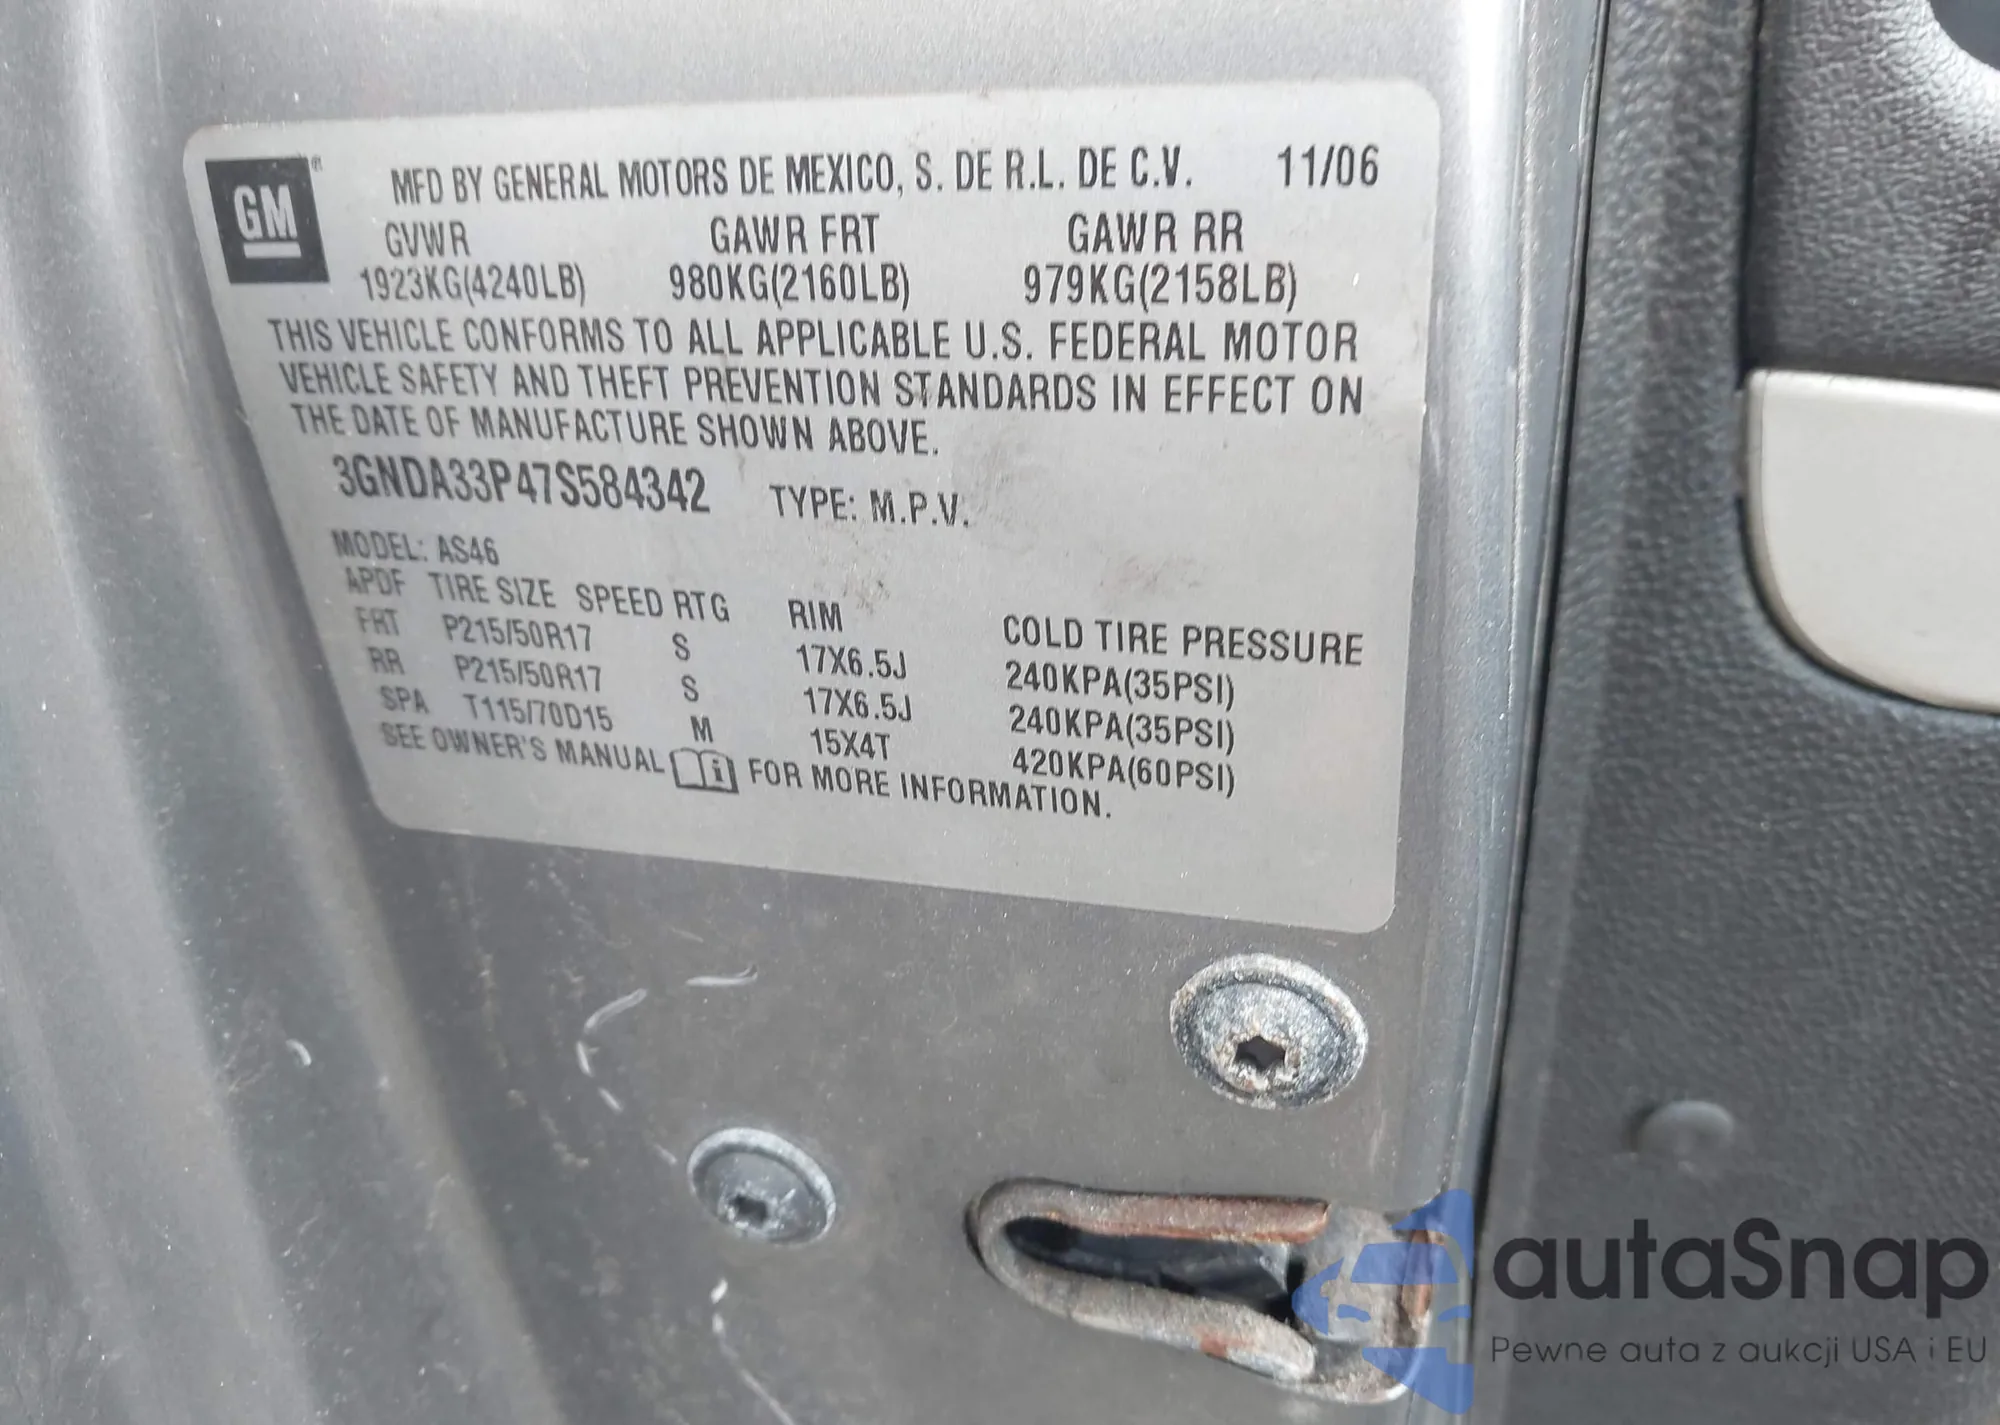 GM ® MFD BY GENERAL MOTORS DE MEXICO, S. DE R.L. DE C.V. 11/06
GVWR GAWR FRT GAWR RR
1923KG(4240LB) 980KG(2160LB) 979KG(2158LB)
THIS VEHICLE CONFORMS TO ALL APPLICABLE U.S. FEDERAL MOTOR
VEHICLE SAFETY AND THEFT PREVENTION STANDARDS IN EFFECT ON
THE DATE OF MANUFACTURE SHOWN ABOVE.
3GNDA33P47S584342 TYPE: M.P.V.
MODEL: AS46
APDF TIRE SIZE SPEED RTG RIM COLD TIRE PRESSURE
FRT P215/50R17 S 17X6.5J 240KPA(35PSI)
RR P215/50R17 S 17X6.5J 240KPA(35PSI)
SPA T115/70D15 M 15X4T 420KPA(60PSI)
SEE OWNER'S MANUAL i FOR MORE INFORMATION.
autaSnap
Pewne auta z aukcji USA i EU